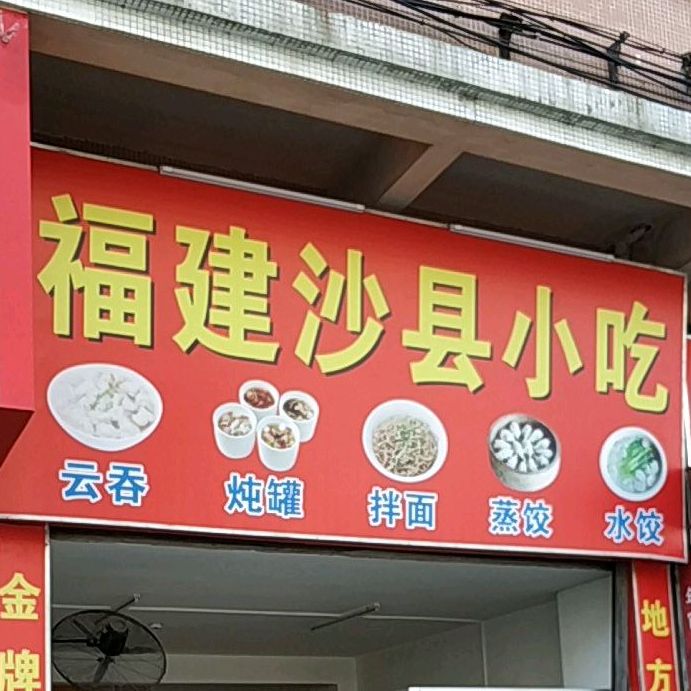 福建沙县小吃
云吞 炖罐 拌面 蒸饺 水饺
金牌
地方